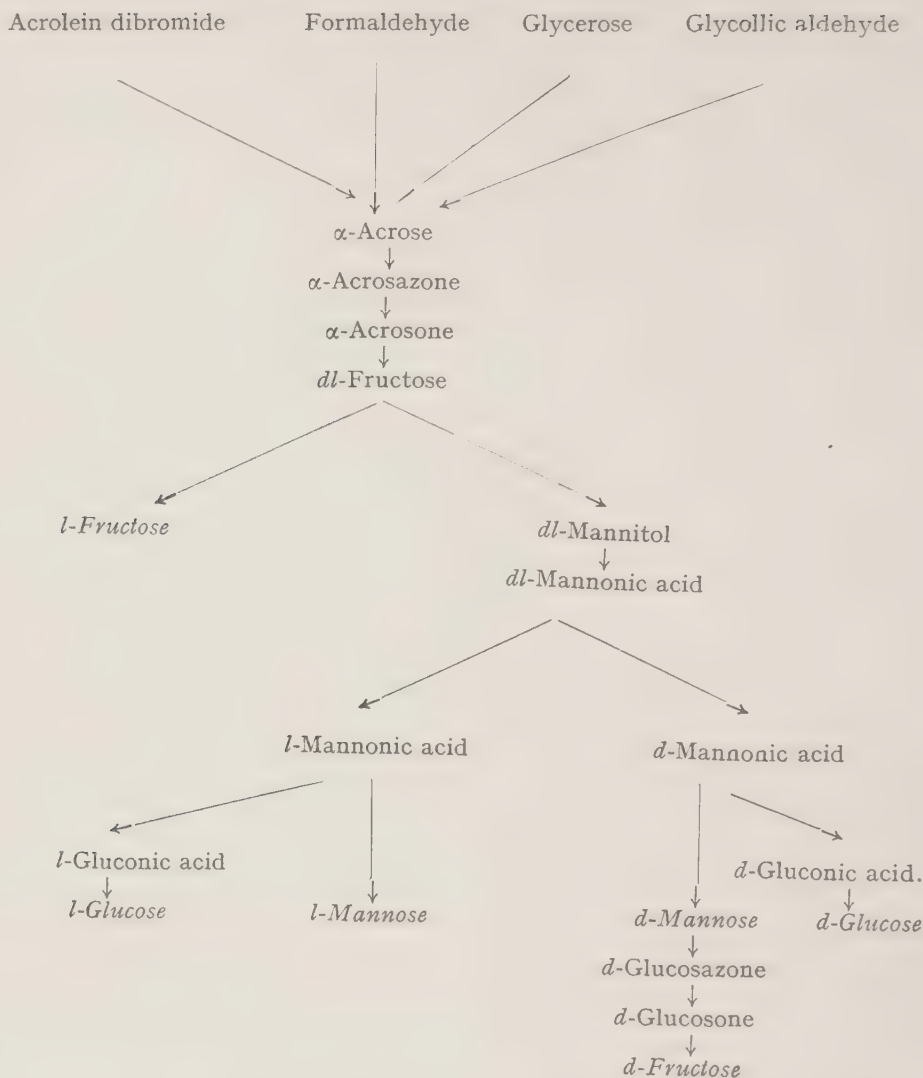 Acrolein dibromide Formaldehyde Glycerose Glycollic aldehyde
α-Acrose
α-Acrosazone
α-Acrosone
dl-Fructose
l-Fructose
dl-Mannitol
dl-Mannonic acid
l-Mannonic acid d-Mannonic acid
l-Gluconic acid d-Gluconic acid.
l-Glucose l-Mannose d-Mannose d-Glucose
d-Glucosazone
d-Glucosone
d-Fructose